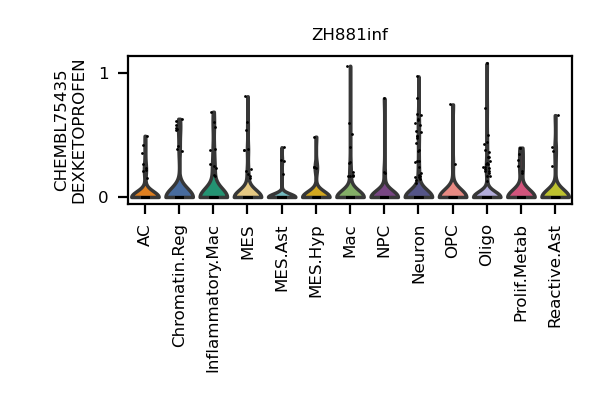 ZH881inf
CHEMBL75435
DEXKETOPROFEN
1
0
AC
Chromatin.Reg
Inflammatory.Mac
MES
MES.Ast
MES.Hyp
Mac
NPC
Neuron
OPC
Oligo
Prolif.Metab
Reactive.Ast